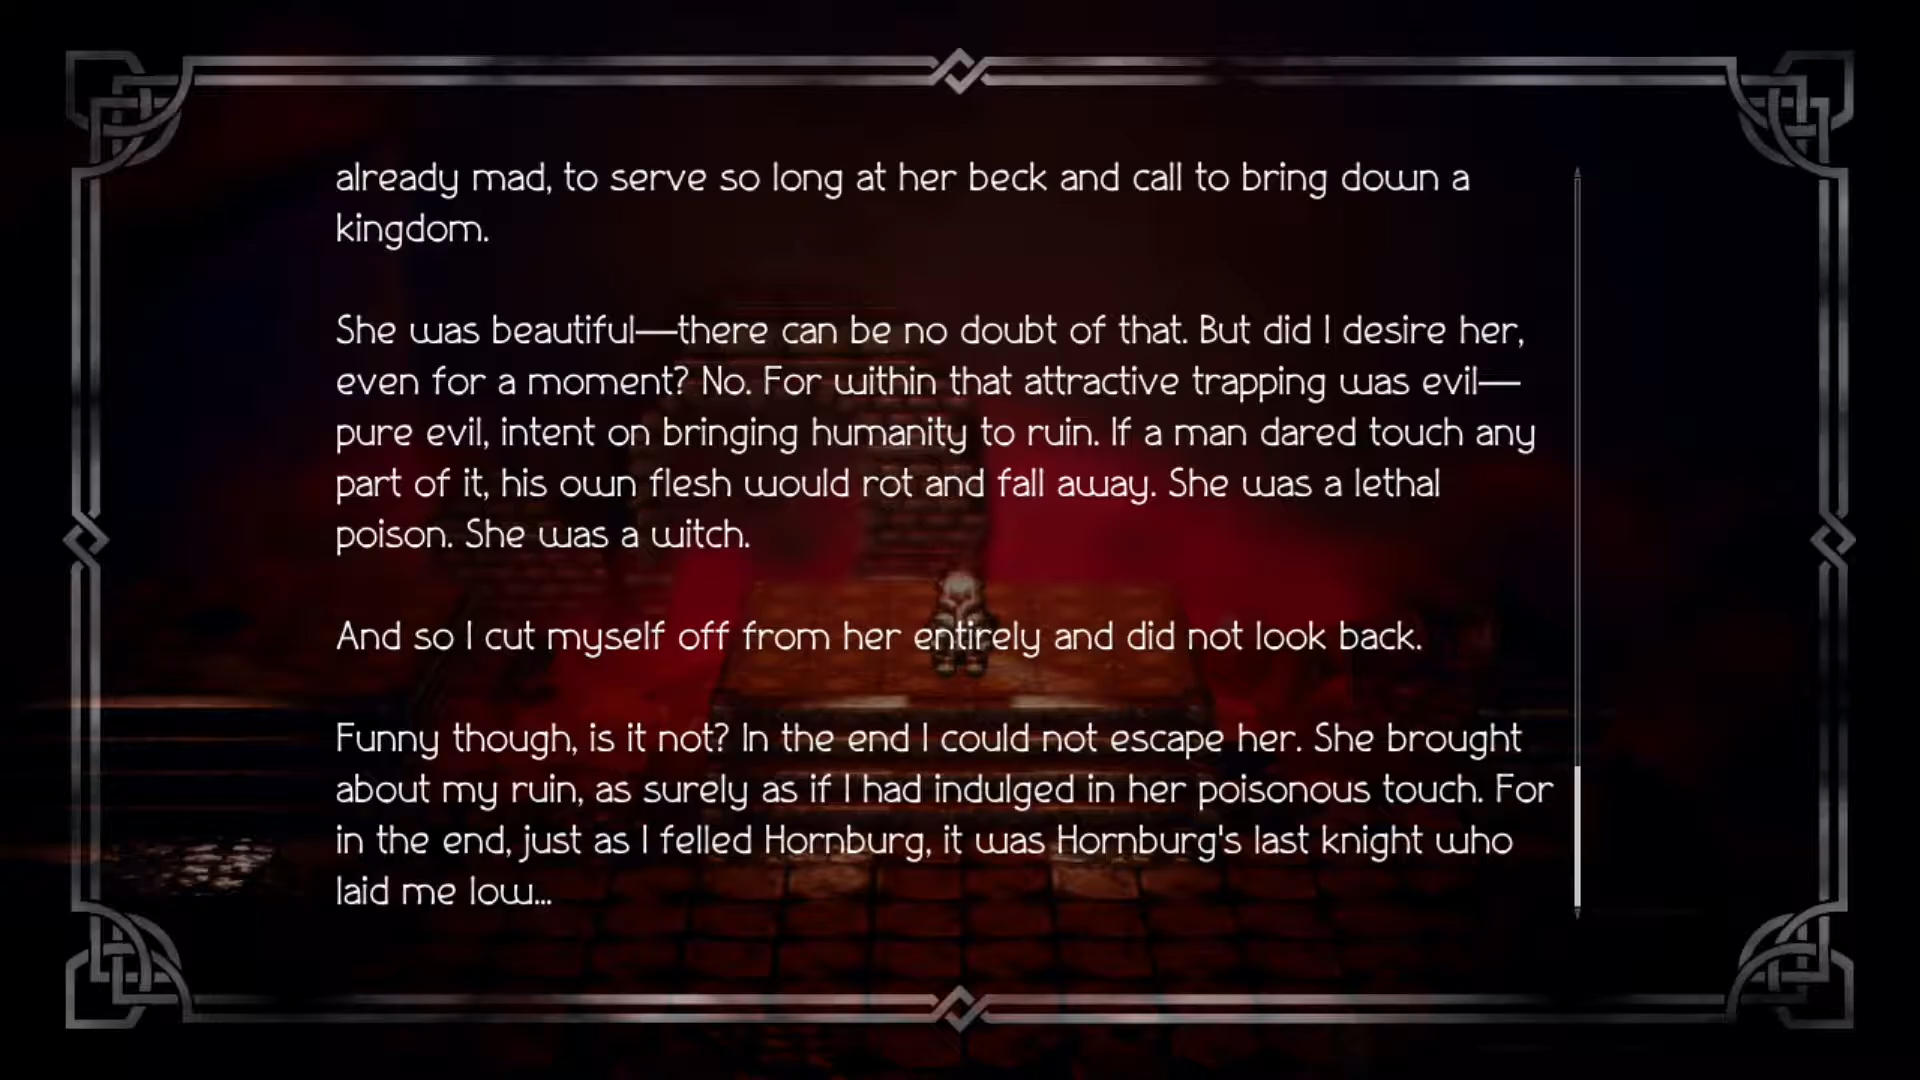 already mad, to serve so long at her beck and call to bring down a
kingdom.
She was beautiful—there can be no doubt of that. But did I desire her,
even for a moment? No. For within that attractive trapping was evil—
pure evil, intent on bringing humanity to ruin. If a man dared touch any
part of it, his own flesh would rot and fall away. She was a lethal
poison. She was a witch.
And so I cut myself off from her entirely and did not look back.
Funny though, is it not? In the end I could not escape her. She brought
about my ruin, as surely as if I had indulged in her poisonous touch. For
in the end, just as I felled Hornburg, it was Hornburg's last knight who
laid me low...